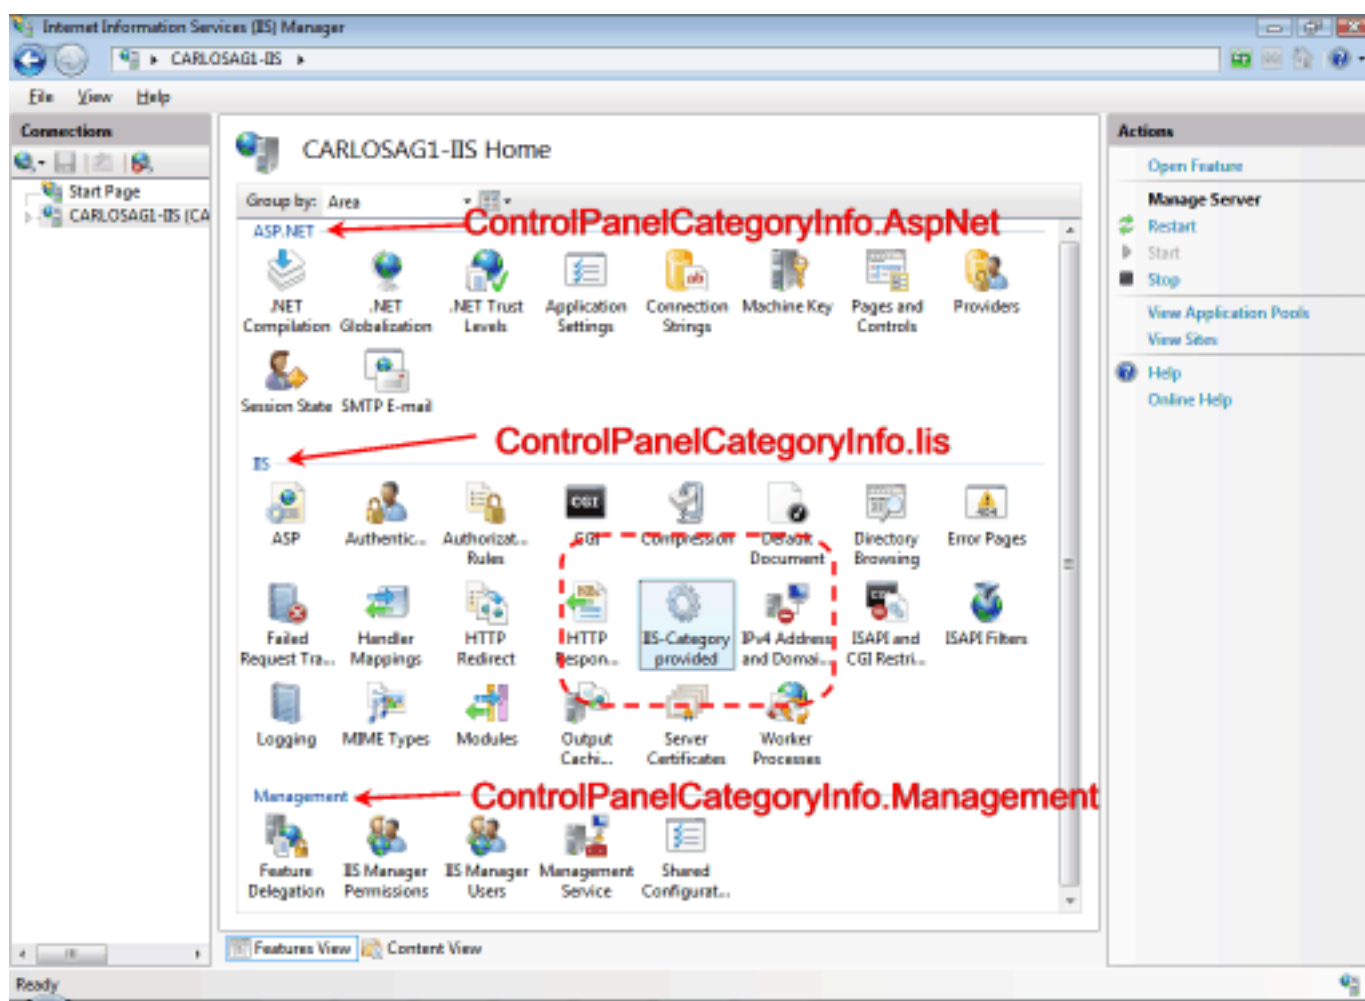 Internet Information Services (IIS) Manager
CARLOSAG1-IIS
File View Help
Connections
Start Page
CARLOSAG1-IIS (CA
CARLOSAG1-IIS Home
Group by: Area
ASP.NET
ControlPanelCategoryInfo.AspNet
.NET Compilation
.NET Globalization
.NET Trust Levels
Application Settings
Connection Strings
Machine Key
Pages and Controls
Providers
Session State
SMTP E-mail
ControlPanelCategoryInfo.Iis
IIS
ASP
Authentic...
Authorizat... Rules
CGI
Compression
Default Document
Directory Browsing
Error Pages
Failed Request Tra...
Handler Mappings
HTTP Redirect
HTTP Respon...
IIS-Category provided
IPv4 Address and Domai...
ISAPI and CGI Restri...
ISAPI Filters
Logging
MIME Types
Modules
Output Cachi...
Server Certificates
Worker Processes
Management
ControlPanelCategoryInfo.Management
Feature Delegation
IIS Manager Permissions
IIS Manager Users
Management Service
Shared Configurat...
Features View
Content View
Actions
Open Feature
Manage Server
Restart
Start
Stop
View Application Pools
View Sites
Help
Online Help
Ready